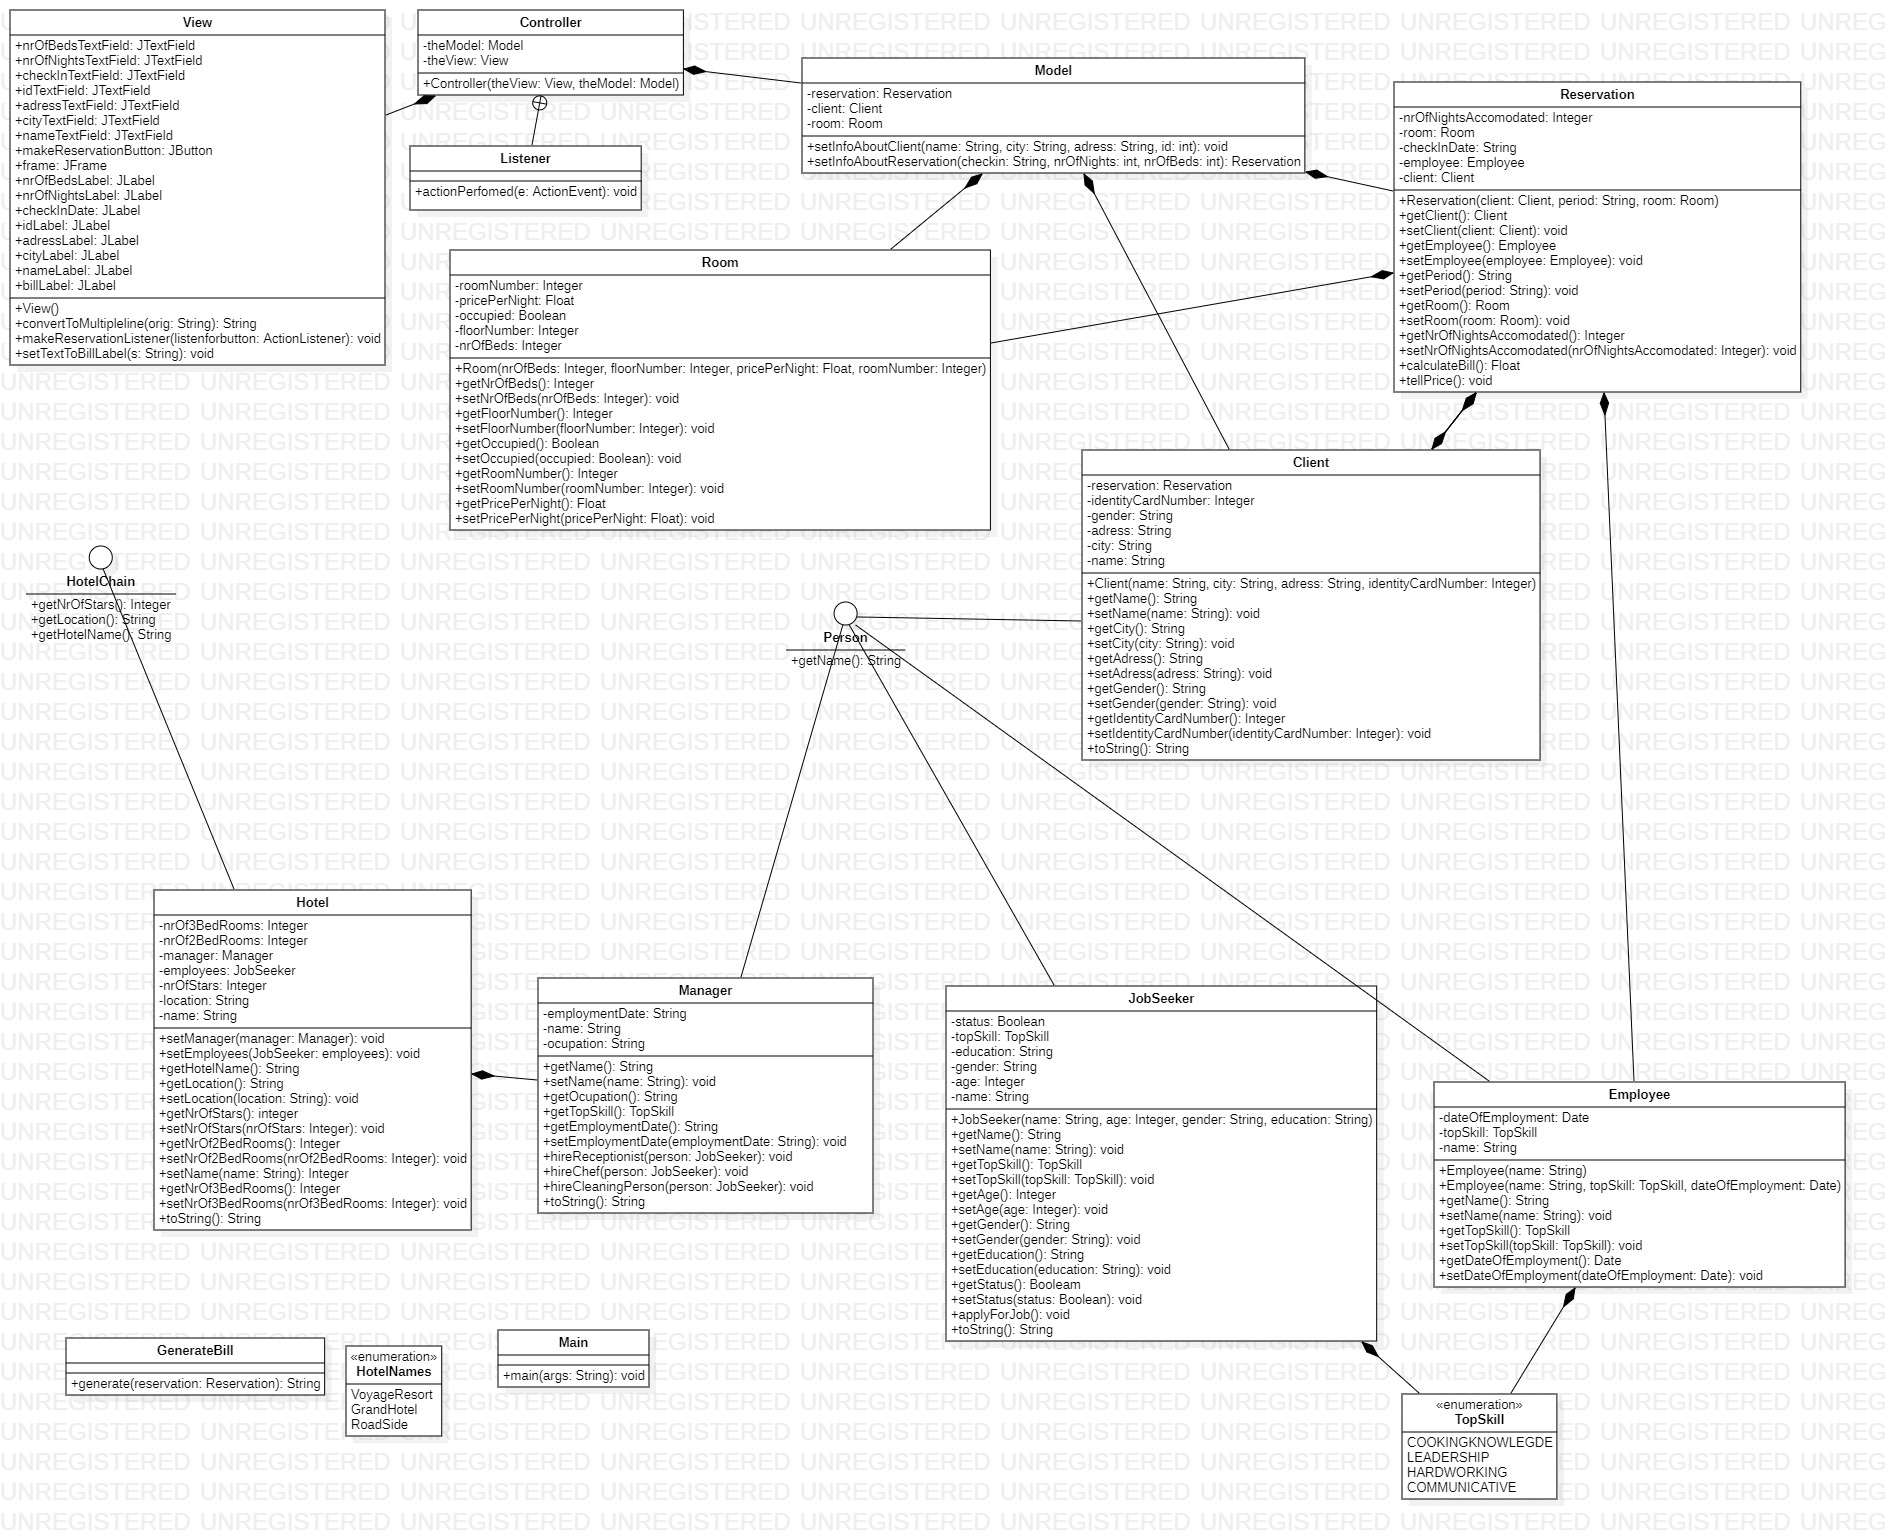 View
+nrOfBedsTextField: JTextField
+nrOfNightsTextField: JTextField
+checkInTextField: JTextField
+idTextField: JTextField
+adressTextField: JTextField
+cityTextField: JTextField
+nameTextField: JTextField
+makeReservationButton: JButton
+frame: JFrame
+nrOfBedsLabel: JLabel
+nrOfNightsLabel: JLabel
+checkInDate: JLabel
+idLabel: JLabel
+adressLabel: JLabel
+cityLabel: JLabel
+nameLabel: JLabel
+billLabel: JLabel
+View()
+convertToMultipleline(orig: String): String
+makeReservationListener(listenforbutton: ActionListener): void
+setTextToBillLabel(s: String): void
Controller
-theModel: Model
-theView: View
+Controller(theView: View, theModel: Model)
Listener
+actionPerfomed(e: ActionEvent): void
Model
-reservation: Reservation
-client: Client
-room: Room
+setInfoAboutClient(name: String, city: String, adress: String, id: int): void
+setInfoAboutReservation(checkin: String, nrOfNights: int, nrOfBeds: int): Reservation
Reservation
-nrOfNightsAccomodated: Integer
-room: Room
-checkInDate: String
-employee: Employee
-client: Client
+Reservation(client: Client, period: String, room: Room)
+getClient(): Client
+setClient(client: Client): void
+getEmployee(): Employee
+setEmployee(employee: Employee): void
+getPeriod(): String
+setPeriod(period: String): void
+getRoom(): Room
+setRoom(room: Room): void
+getNrOfNightsAccomodated(): Integer
+setNrOfNightsAccomodated(nrOfNightsAccomodated: Integer): void
+calculateBill(): Float
+tellPrice(): void
Room
-roomNumber: Integer
-pricePerNight: Float
-occupied: Boolean
-floorNumber: Integer
-nrOfBeds: Integer
+Room(nrOfBeds: Integer, floorNumber: Integer, pricePerNight: Float, roomNumber: Integer)
+getNrOfBeds(): Integer
+setNrOfBeds(nrOfBeds: Integer): void
+getFloorNumber(): Integer
+setFloorNumber(floorNumber: Integer): void
+getOccupied(): Boolean
+setOccupied(occupied: Boolean): void
+getRoomNumber(): Integer
+setRoomNumber(roomNumber: Integer): void
+getPricePerNight(): Float
+setPricePerNight(pricePerNight: Float): void
Client
-reservation: Reservation
-identityCardNumber: Integer
-gender: String
-adress: String
-city: String
-name: String
+Client(name: String, city: String, adress: String, identityCardNumber: Integer)
+getName(): String
+setName(name: String): void
+getCity(): String
+setCity(city: String): void
+getAdress(): String
+setAdress(adress: String): void
+getGender(): String
+setGender(gender: String): void
+getIdentityCardNumber(): Integer
+setIdentityCardNumber(identityCardNumber: Integer): void
+toString(): String
HotelChain
+getNrOfStars(): Integer
+getLocation(): String
+getHotelName(): String
Person
+getName(): String
Hotel
-nrOf3BedRooms: Integer
-nrOf2BedRooms: Integer
-manager: Manager
-employees: JobSeeker
-nrOfStars: Integer
-location: String
-name: String
+setManager(manager: Manager): void
+setEmployees(JobSeeker: employees): void
+getHotelName(): String
+getLocation(): String
+setLocation(location: String): void
+getNrOfStars(): integer
+setNrOfStars(nrOfStars: Integer): void
+getNrOf2BedRooms(): Integer
+setNrOf2BedRooms(nrOf2BedRooms: Integer): void
+setName(name: String): Integer
+getNrOf3BedRooms(): Integer
+setNrOf3BedRooms(nrOf3BedRooms: Integer): void
+toString(): String
Manager
-employmentDate: String
-name: String
-ocupation: String
+getName(): String
+setName(name: String): void
+getOcupation(): String
+getTopSkill(): TopSkill
+getEmploymentDate(): String
+setEmploymentDate(employmentDate: String): void
+hireReceptionist(person: JobSeeker): void
+hireChef(person: JobSeeker): void
+hireCleaningPerson(person: JobSeeker): void
+toString(): String
JobSeeker
-status: Boolean
-topSkill: TopSkill
-education: String
-gender: String
-age: Integer
-name: String
+JobSeeker(name: String, age: Integer, gender: String, education: String)
+getName(): String
+setName(name: String): void
+getTopSkill(): TopSkill
+setTopSkill(topSkill: TopSkill): void
+getAge(): Integer
+setAge(age: Integer): void
+getGender(): String
+setGender(gender: String): void
+getEducation(): String
+setEducation(education: String): void
+getStatus(): Booleam
+setStatus(status: Boolean): void
+applyForJob(): void
+toString(): String
Employee
-dateOfEmployment: Date
-topSkill: TopSkill
-name: String
+Employee(name: String)
+Employee(name: String, topSkill: TopSkill, dateOfEmployment: Date)
+getName(): String
+setName(name: String): void
+getTopSkill(): TopSkill
+setTopSkill(topSkill: TopSkill): void
+getDateOfEmployment(): Date
+setDateOfEmployment(dateOfEmployment: Date): void
GenerateBill
+generate(reservation: Reservation): String
«enumeration»
HotelNames
VoyageResort
GrandHotel
RoadSide
Main
+main(args: String): void
«enumeration»
TopSkill
COOKINGKNOWLEGDE
LEADERSHIP
HARDWORKING
COMMUNICATIVE